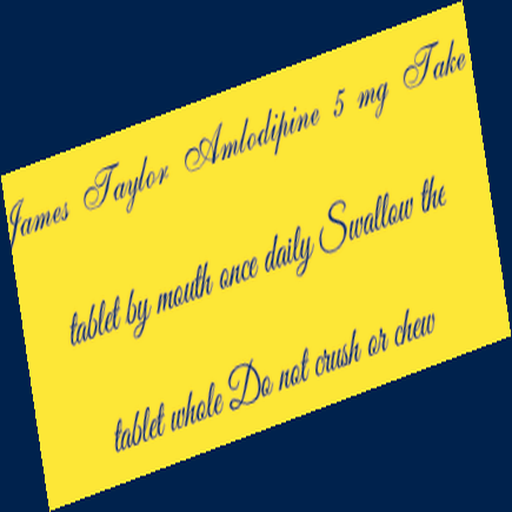 James Taylor Amlodipine 5 mg Take
tablet by mouth once daily Swallow the
tablet whole Do not crush or chew